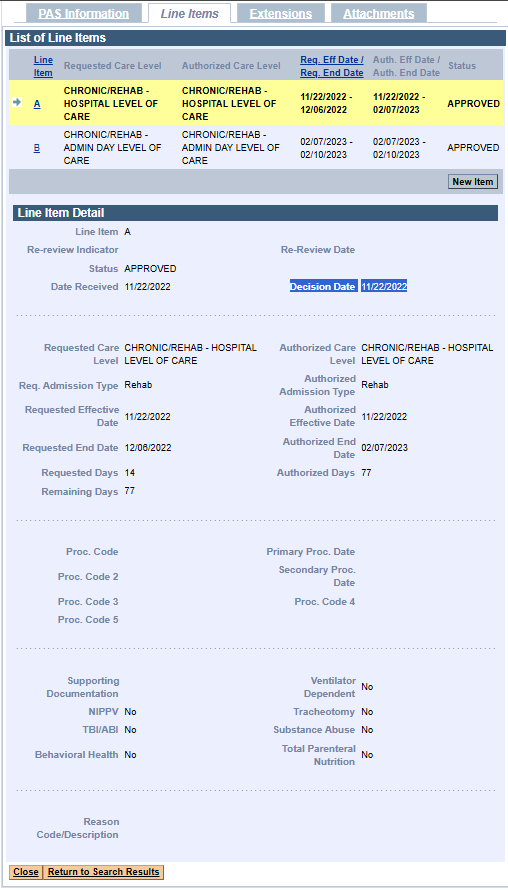 PAS Information Line Items Extensions Attachments
List of Line Items
Line Item Requested Care Level Authorized Care Level Req. Eff Date / Req. End Date Auth. Eff Date / Auth. End Date Status
A CHRONIC/REHAB - HOSPITAL LEVEL OF CARE CHRONIC/REHAB - HOSPITAL LEVEL OF CARE 11/22/2022 - 12/06/2022 11/22/2022 - 02/07/2023 APPROVED
B CHRONIC/REHAB - ADMIN DAY LEVEL OF CARE CHRONIC/REHAB - ADMIN DAY LEVEL OF CARE 02/07/2023 - 02/10/2023 02/07/2023 - 02/10/2023 APPROVED
New Item
Line Item Detail
Line Item A
Re-review Indicator Re-Review Date
Status APPROVED
Date Received 11/22/2022 Decision Date 11/22/2022
Requested Care Level CHRONIC/REHAB - HOSPITAL LEVEL OF CARE Authorized Care Level CHRONIC/REHAB - HOSPITAL LEVEL OF CARE
Req. Admission Type Rehab Authorized Admission Type Rehab
Requested Effective Date 11/22/2022 Authorized Effective Date 11/22/2022
Requested End Date 12/06/2022 Authorized End Date 02/07/2023
Requested Days 14 Authorized Days 77
Remaining Days 77
Proc. Code Primary Proc. Date
Proc. Code 2 Secondary Proc. Date
Proc. Code 3 Proc. Code 4
Proc. Code 5
Supporting Documentation Ventilator Dependent No
NIPPV No Tracheotomy No
TBI/ABI No Substance Abuse No
Behavioral Health No Total Parenteral Nutrition No
Reason Code/Description
Close Return to Search Results